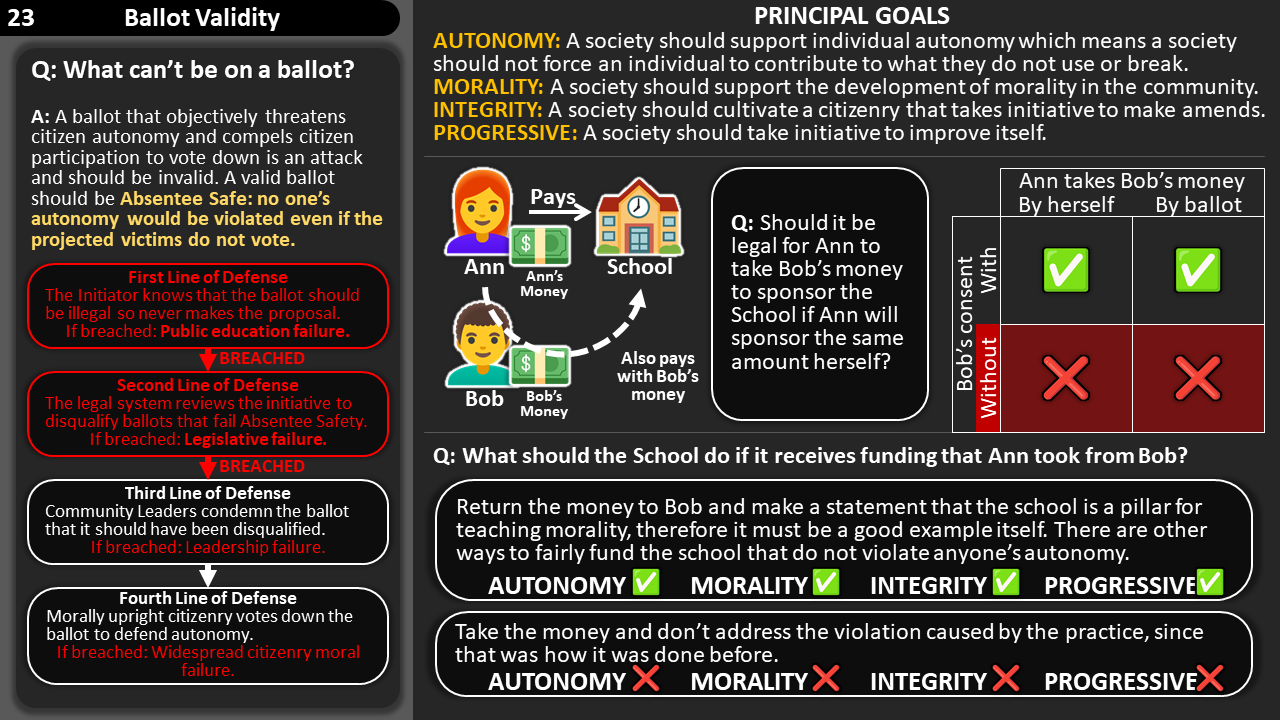 23
Ballot Validity
Q: What can't be on a ballot?
A: A ballot that objectively threatens
citizen autonomy and compels citizen
participation to vote down is an attack
and should be invalid. A valid ballot
should be Absentee Safe: no one's
autonomy would be violated even if the
projected victims do not vote.
First Line of Defense
The Initiator knows that the ballot should
be illegal so never makes the proposal.
If breached: Public education failure.
BREACHED
Second Line of Defense
The legal system reviews the initiative to
disqualify ballots that fail Absentee Safety.
If breached: Legislative failure.
BREACHED
Third Line of Defense
Community Leaders condemn the ballot
that it should have been disqualified.
If breached: Leadership failure.
Fourth Line of Defense
Morally upright citizenry votes down the
ballot to defend autonomy.
If breached: Widespread citizenry moral
failure.
PRINCIPAL GOALS
AUTONOMY: A society should support individual autonomy which means a society
should not force an individual to contribute to what they do not use or break.
MORALITY: A society should support the development of morality in the community.
INTEGRITY: A society should cultivate a citizenry that takes initiative to make amends.
PROGRESSIVE: A society should take initiative to improve itself.
Pays
Ann
Ann's
Money
School
Bob
Bob's
Money
Also pays
with Bob's
money
Q: Should it be
legal for Ann to
take Bob's money
to sponsor the
School if Ann will
sponsor the same
amount herself?
Ann takes Bob's money
By herself By ballot
Bob's consent
With
Without
Q: What should the School do if it receives funding that Ann took from Bob?
Return the money to Bob and make a statement that the school is a pillar for
teaching morality, therefore it must be a good example itself. There are other
ways to fairly fund the school that do not violate anyone's autonomy.
AUTONOMY ✅ MORALITY ✅ INTEGRITY ✅ PROGRESSIVE ✅
Take the money and don't address the violation caused by the practice, since
that was how it was done before.
AUTONOMY ❌ MORALITY ❌ INTEGRITY ❌ PROGRESSIVE ❌